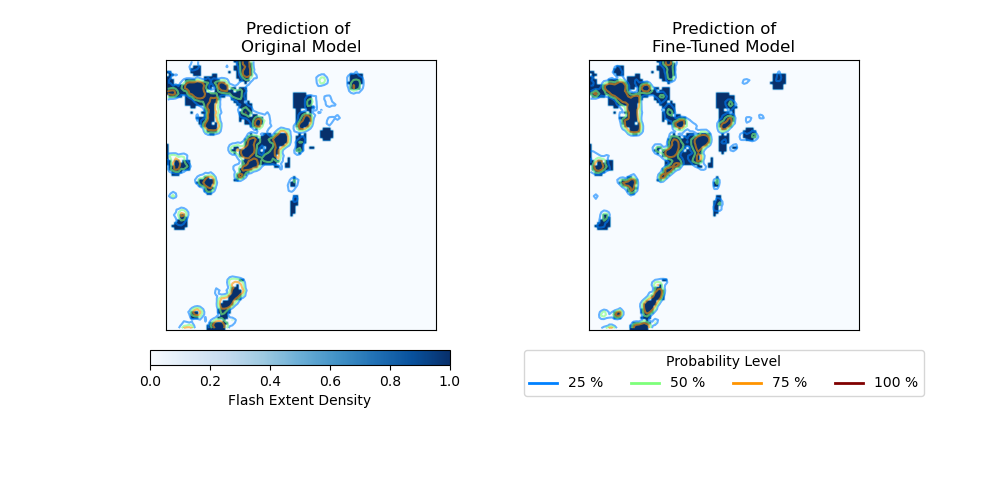 Prediction of
Original Model
Prediction of
Fine-Tuned Model
0.0 0.2 0.4 0.6 0.8 1.0
Flash Extent Density
Probability Level
25 % 50 % 75 % 100 %